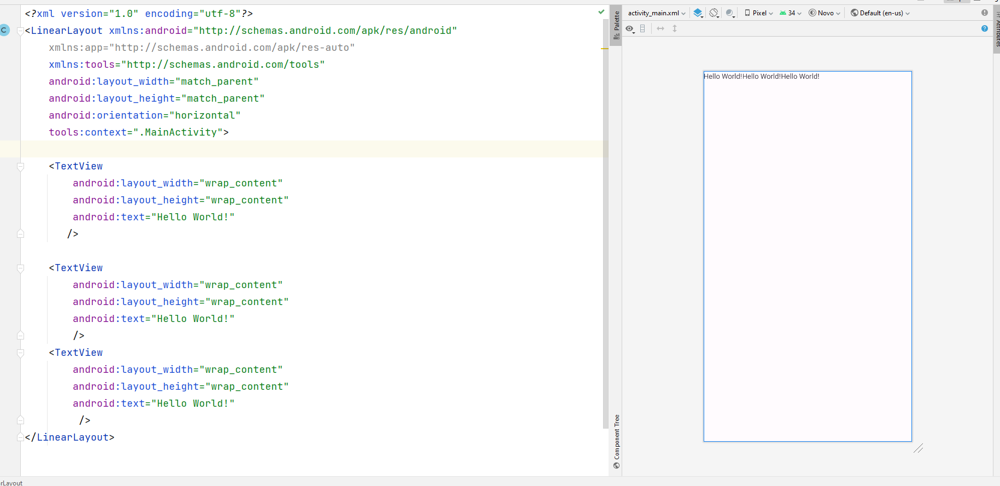 <?xml version="1.0" encoding="utf-8"?>
<LinearLayout xmlns:android="http://schemas.android.com/apk/res/android"
xmlns:app="http://schemas.android.com/apk/res-auto"
xmlns:tools="http://schemas.android.com/tools"
android:layout_width="match_parent"
android:layout_height="match_parent"
android:orientation="horizontal"
tools:context=".MainActivity">
<TextView
android:layout_width="wrap_content"
android:layout_height="wrap_content"
android:text="Hello World!"
/>
<TextView
android:layout_width="wrap_content"
android:layout_height="wrap_content"
android:text="Hello World!"
/>
<TextView
android:layout_width="wrap_content"
android:layout_height="wrap_content"
android:text="Hello World!"
/>
</LinearLayout>
C
Palette
Component Tree
activity_main.xml Pixel 34 Novo Default (en-us)
Hello World!Hello World!Hello World!
Attributes
rLayout